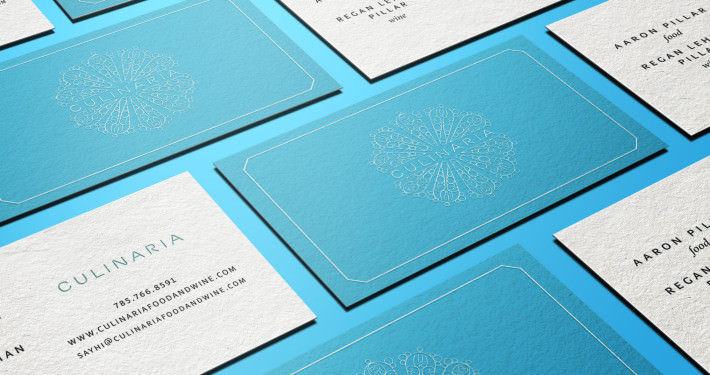 REGAN LEH
PILLAR
wine
AARON PILLAR
food
REGAN LEH
PILLAR
CULINARIA
CULINARIA
CULINARIA
785.766.8591
WWW.CULINARIAFOODANDWINE.COM
SAYHI@CULINARIAFOODANDWINE.COM
AARON PIL
food
REGAN